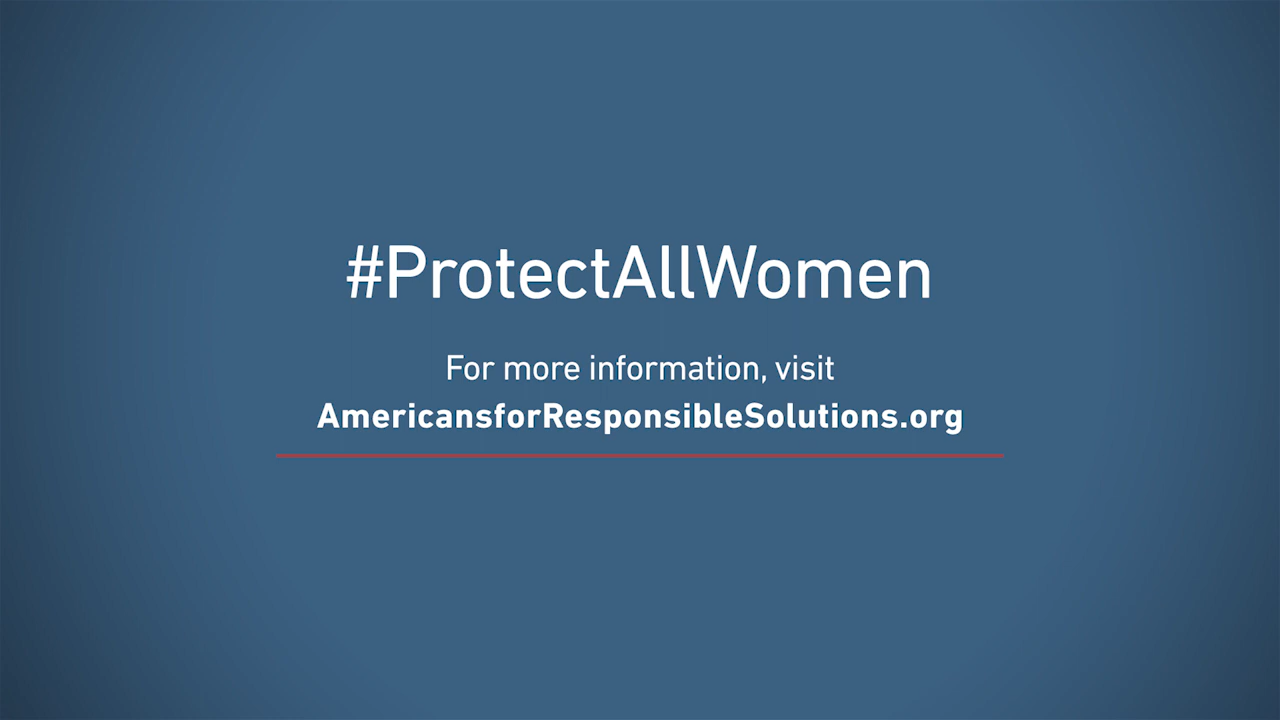 #ProtectAllWomen
For more information, visit
AmericansforResponsibleSolutions.org